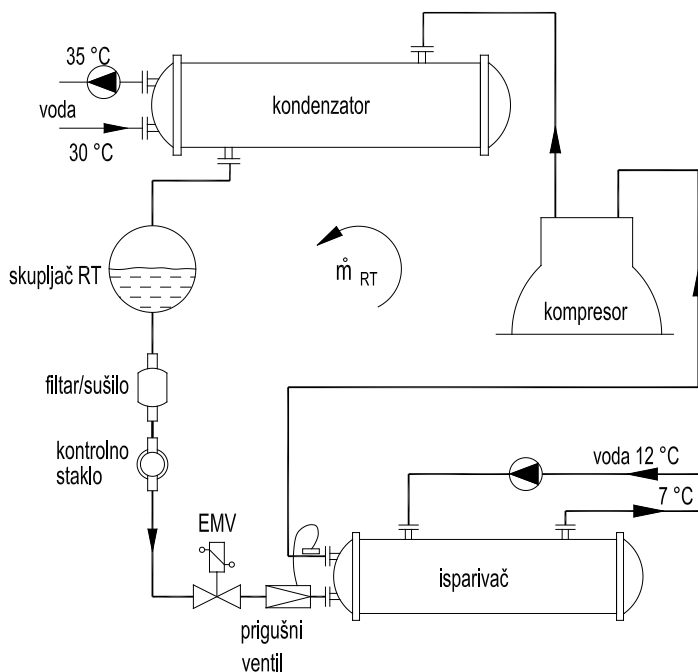 35 °C
voda
30 °C
kondenzator
skupljač RT
m̊ RT
kompresor
filtar/sušilo
kontrolno
staklo
voda 12 °C
7 °C
EMV
isparivač
prigušni
ventil